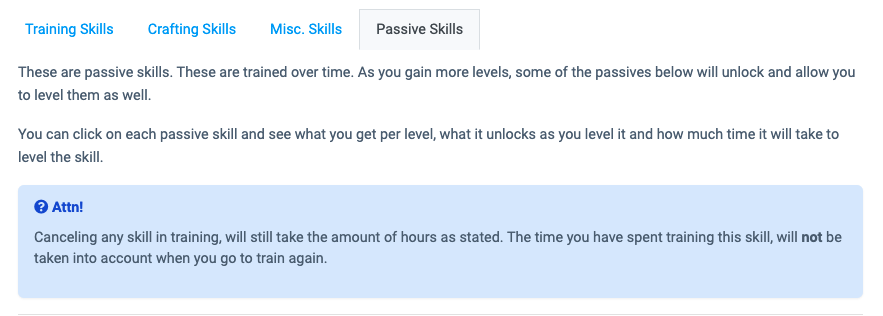 Training Skills Crafting Skills Misc. Skills Passive Skills
These are passive skills. These are trained over time. As you gain more levels, some of the passives below will unlock and allow you
to level them as well.
You can click on each passive skill and see what you get per level, what it unlocks as you level it and how much time it will take to
level the skill.
Attn!
Canceling any skill in training, will still take the amount of hours as stated. The time you have spent training this skill, will not be
taken into account when you go to train again.